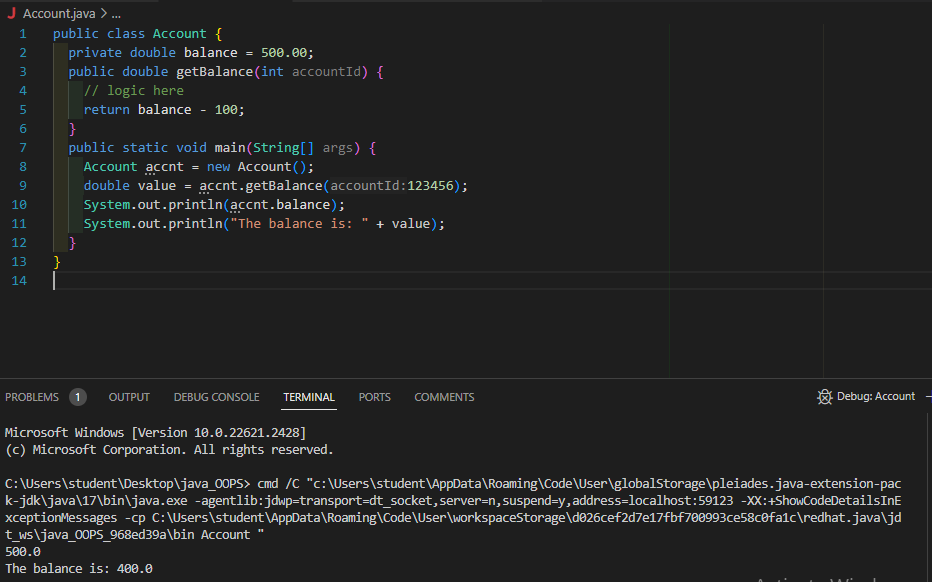 Account.java > ...
1 public class Account {
2 private double balance = 500.00;
3 public double getBalance(int accountId) {
4 // logic here
5 return balance - 100;
6 }
7 public static void main(String[] args) {
8 Account accnt = new Account();
9 double value = accnt.getBalance(accountId:123456);
10 System.out.println(accnt.balance);
11 System.out.println("The balance is: " + value);
12 }
13 }
14
PROBLEMS 1 OUTPUT DEBUG CONSOLE TERMINAL PORTS COMMENTS Debug: Account
Microsoft Windows [Version 10.0.22621.2428]
(c) Microsoft Corporation. All rights reserved.
C:\Users\student\Desktop\java_OOPS> cmd /C "c:\Users\student\AppData\Roaming\Code\User\globalStorage\pleiades.java-extension-pac
k-jdk\java\17\bin\java.exe -agentlib:jdwp=transport=dt_socket,server=n,suspend=y,address=localhost:59123 -XX:+ShowCodeDetailsInE
xceptionMessages -cp C:\Users\student\AppData\Roaming\Code\User\workspaceStorage\d026cef2d7e17fbf700993ce58c0fa1c\redhat.java\jd
t_ws\java_OOPS_968ed39a\bin Account "
500.0
The balance is: 400.0